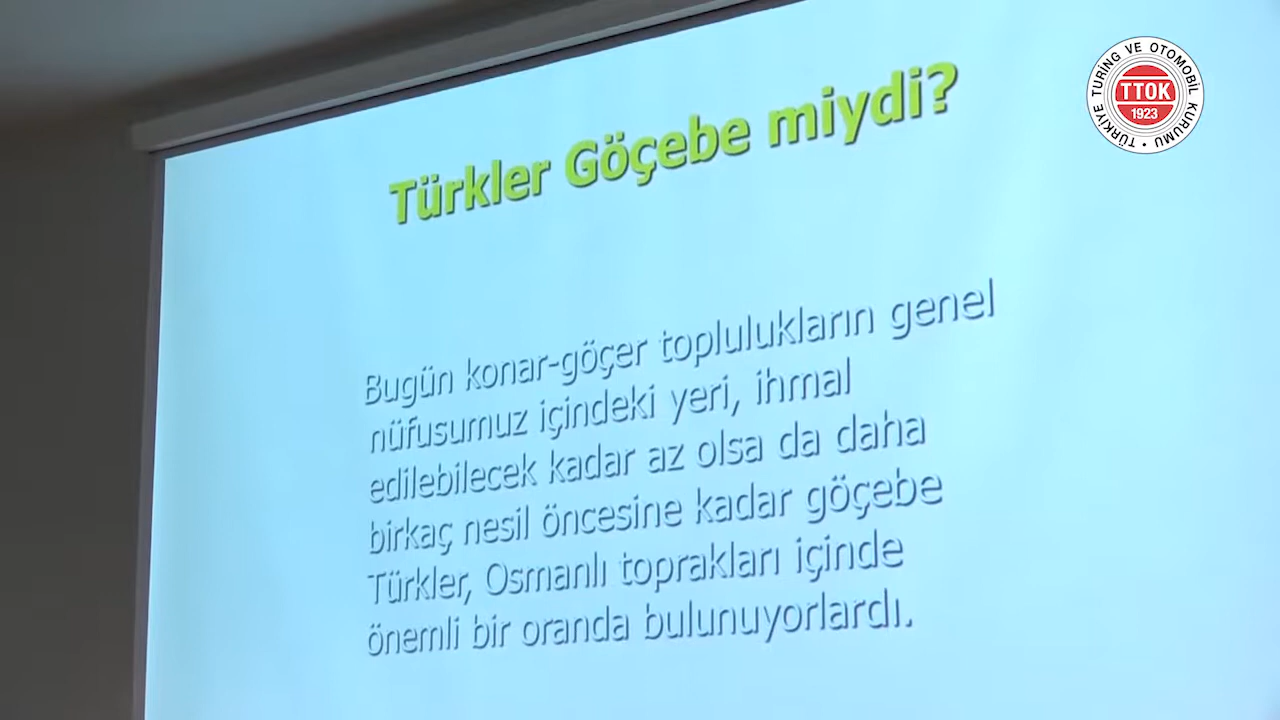 Türkler Göçebe miydi?
Bugün konar-göçer toplulukların genel
nüfusumuz içindeki yeri, ihmal
edilebilecek kadar az olsa da daha
birkaç nesil öncesine kadar göçebe
Türkler, Osmanlı toprakları içinde
önemli bir oranda bulunuyorlardı.
TÜRKİYE TURING VE OTOMOBİL KURUMU
TTOK
1923